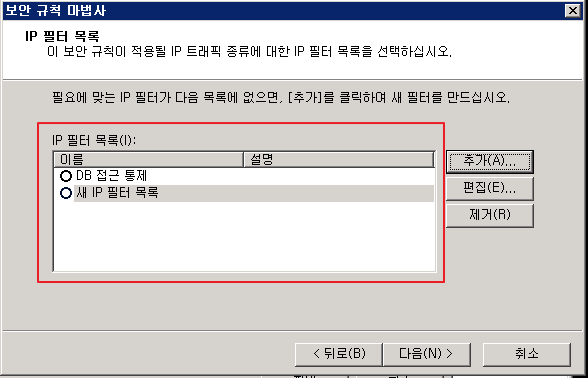 보안 규칙 마법사
IP 필터 목록
이 보안 규칙이 적용될 IP 트래픽 종류에 대한 IP 필터 목록을 선택하십시오.
필요에 맞는 IP 필터가 다음 목록에 없으면, [추가]를 클릭하여 새 필터를 만드십시오.
IP 필터 목록(I):
이름 설명
DB 접근 통제
새 IP 필터 목록
추가(A)...
편집(E)...
제거(R)
< 뒤로(B) 다음(N) > 취소